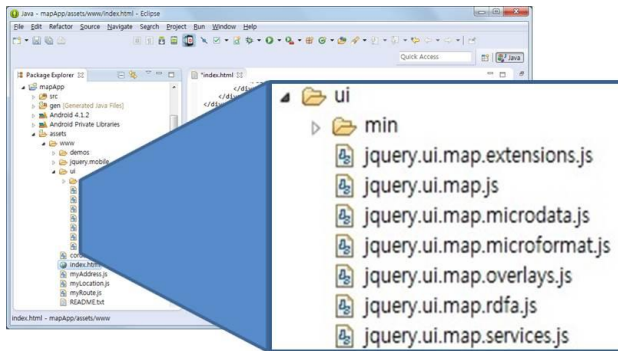 Java - mapApp/assets/www/index.html - Eclipse
File Edit Refactor Source Navigate Search Project Run Window Help
Quick Access
Java
Package Explorer
*index.html
mapApp
src
gen [Generated Java Files]
Android 4.1.2
Android Private Libraries
assets
www
demos
jquery.mobile
ui
index.html
myAddress.js
myLocation.js
myRoute.js
README.txt
index.html - mapApp/assets/www
ui
min
jquery.ui.map.extensions.js
jquery.ui.map.js
jquery.ui.map.microdata.js
jquery.ui.map.microformat.js
jquery.ui.map.overlays.js
jquery.ui.map.rdfa.js
jquery.ui.map.services.js